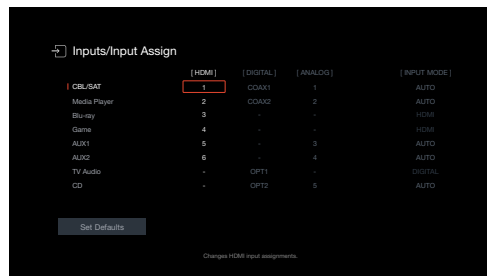 Inputs/Input Assign
[ HDMI ] [ DIGITAL ] [ ANALOG ] [ INPUT MODE ]
CBL/SAT 1 COAX1 1 AUTO
Media Player 2 COAX2 2 AUTO
Blu-ray 3 - - HDMI
Game 4 - - HDMI
AUX1 5 - 3 AUTO
AUX2 6 - 4 AUTO
TV Audio - OPT1 - DIGITAL
CD - OPT2 5 AUTO
Set Defaults
Changes HDMI input assignments.